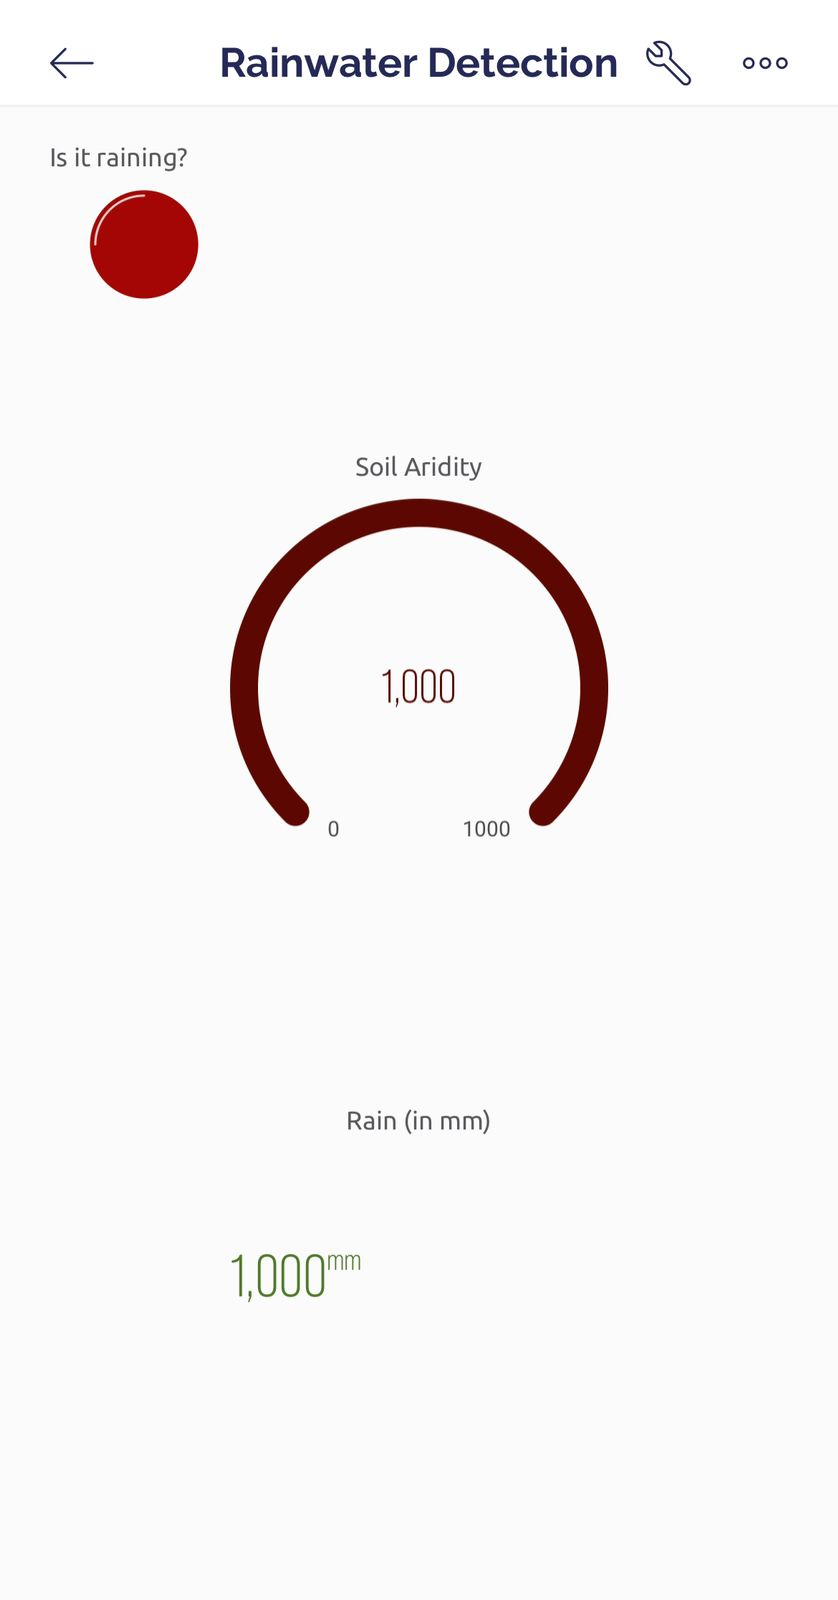 Rainwater Detection
Is it raining?
Soil Aridity
1,000
0 1000
Rain (in mm)
1,000mm